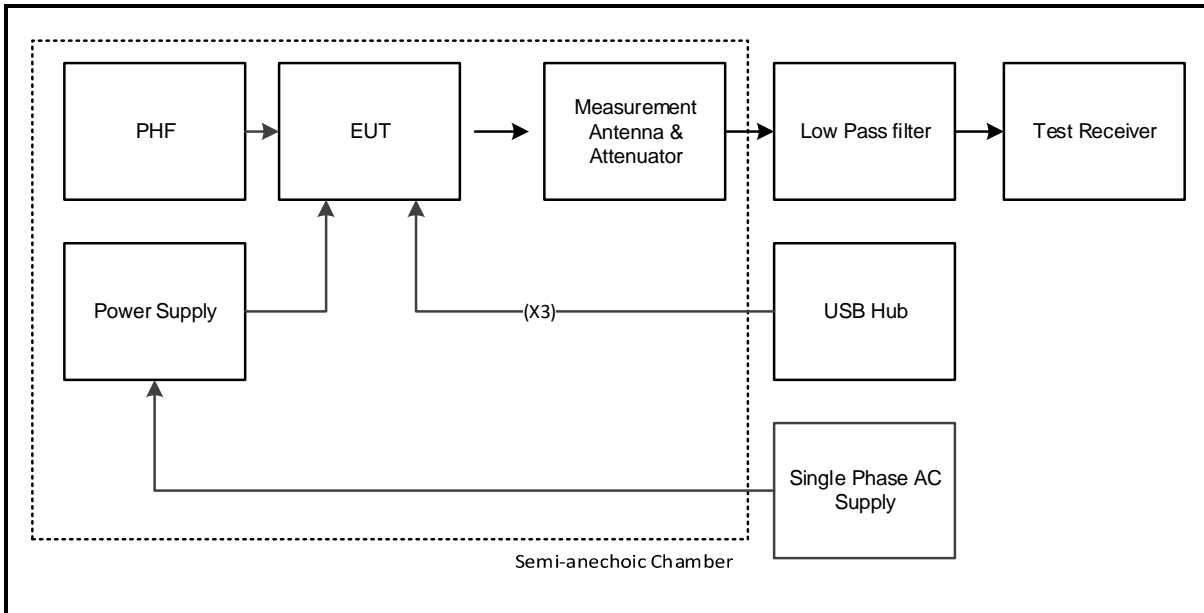 PHF
EUT
Measurement
Antenna &
Attenuator
Low Pass filter
Test Receiver
Power Supply
(X3)
USB Hub
Single Phase AC
Supply
Semi-anechoic Chamber